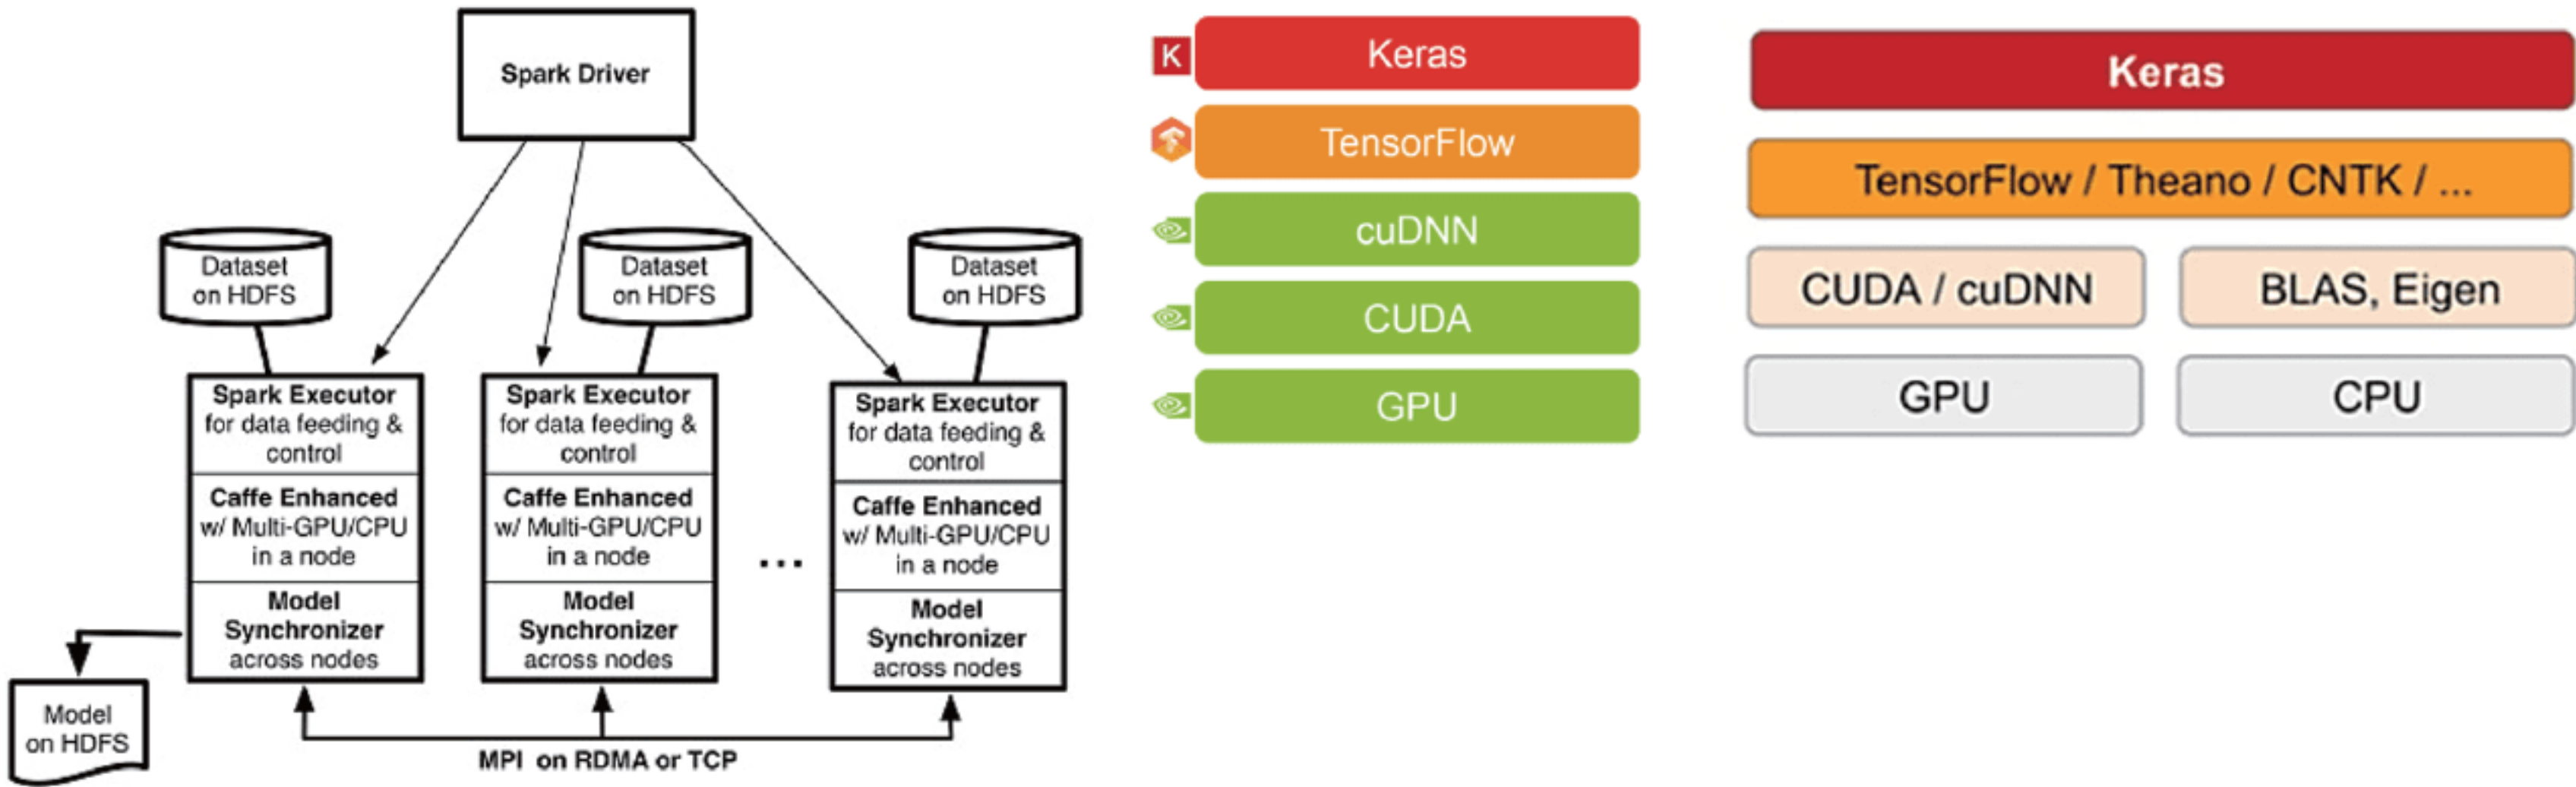 Spark Driver
Dataset
on HDFS
Dataset
on HDFS
Dataset
on HDFS
Spark Executor
for data feeding &
control
Caffe Enhanced
w/ Multi-GPU/CPU
in a node
Model
Synchronizer
across nodes
Spark Executor
for data feeding &
control
Caffe Enhanced
w/ Multi-GPU/CPU
in a node
Model
Synchronizer
across nodes
...
Spark Executor
for data feeding &
control
Caffe Enhanced
w/ Multi-GPU/CPU
in a node
Model
Synchronizer
across nodes
Model
on HDFS
MPI on RDMA or TCP
K
Keras
TensorFlow
cuDNN
CUDA
GPU
Keras
TensorFlow / Theano / CNTK / ...
CUDA / cuDNN
BLAS, Eigen
GPU
CPU